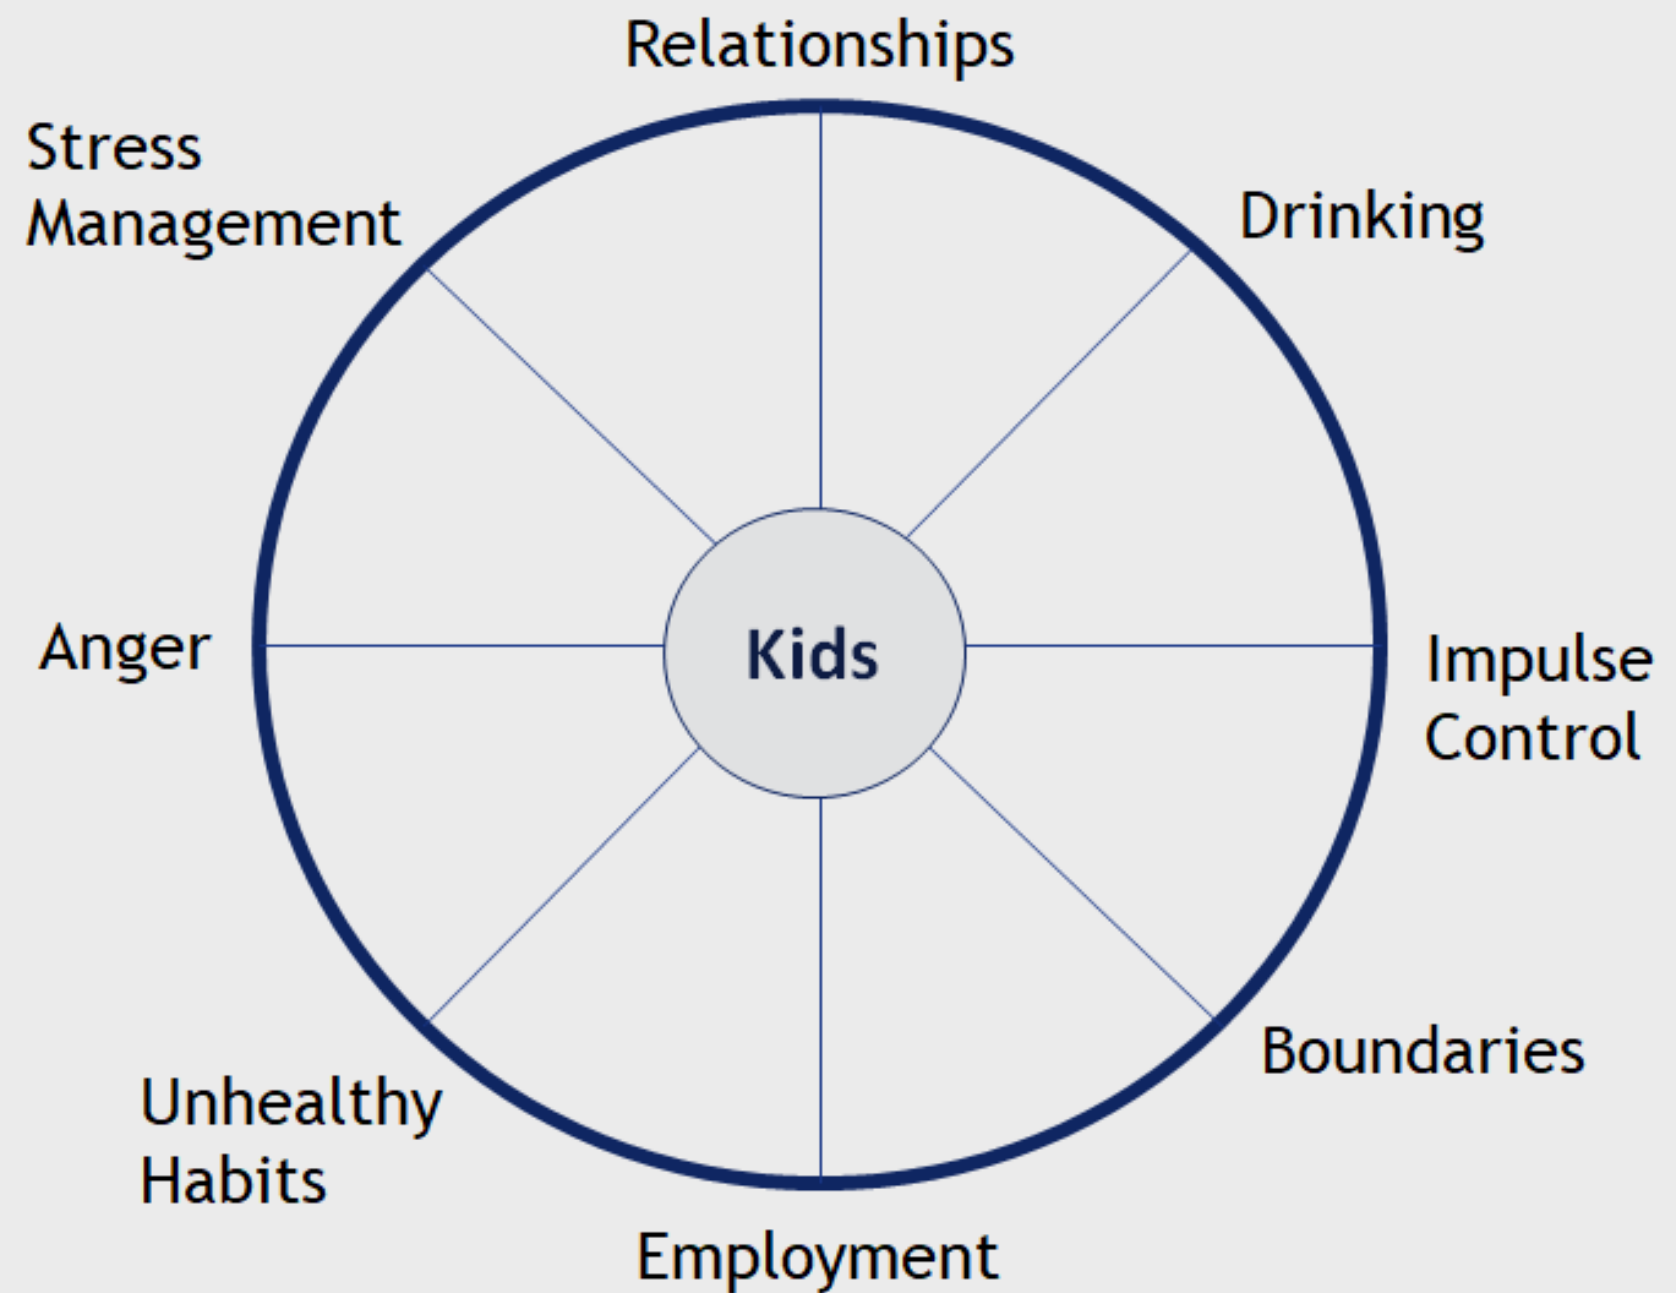 Relationships
Stress
Management
Drinking
Anger
Kids
Impulse
Control
Boundaries
Unhealthy
Habits
Employment